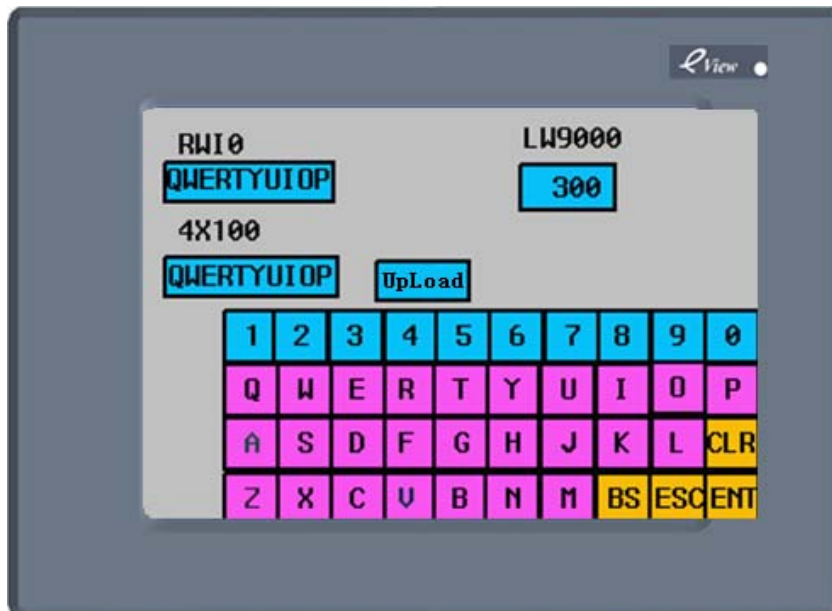 eView
RWI0
LW9000
QWERTYUIOP
300
4X100
QWERTYUIOP
UpLoad
1 2 3 4 5 6 7 8 9 0
Q W E R T Y U I O P
A S D F G H J K L CLR
Z X C V B N M BS ESC ENT